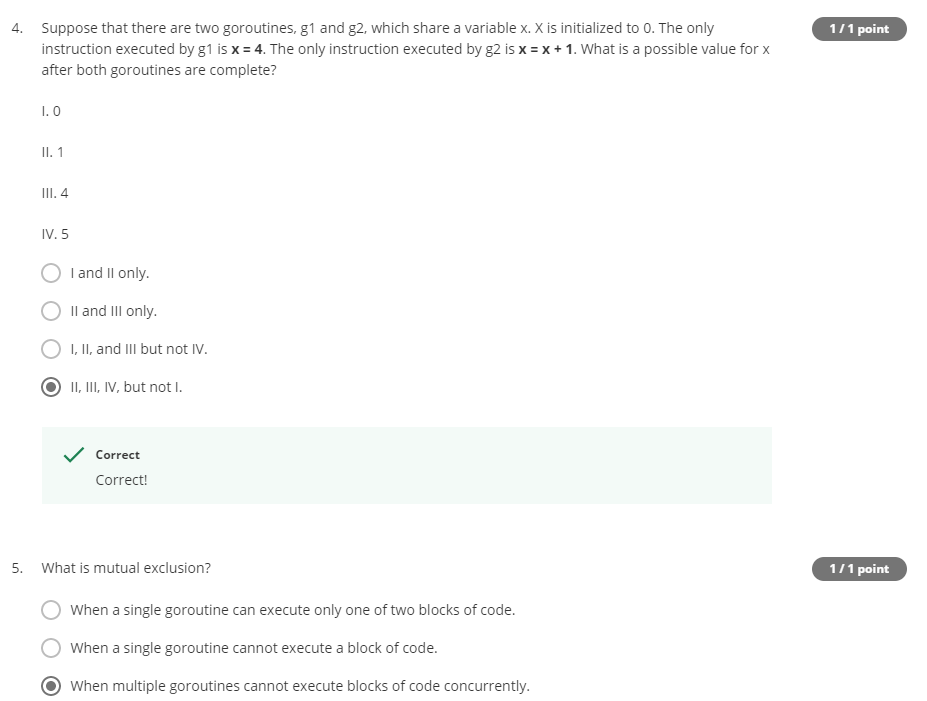 4. Suppose that there are two goroutines, g1 and g2, which share a variable x. X is initialized to 0. The only
1 / 1 point
instruction executed by g1 is x = 4. The only instruction executed by g2 is x = x + 1. What is a possible value for x
after both goroutines are complete?
I. 0
II. 1
III. 4
IV. 5
I and II only.
II and III only.
I, II, and III but not IV.
II, III, IV, but not I.
Correct
Correct!
5. What is mutual exclusion?
1 / 1 point
When a single goroutine can execute only one of two blocks of code.
When a single goroutine cannot execute a block of code.
When multiple goroutines cannot execute blocks of code concurrently.